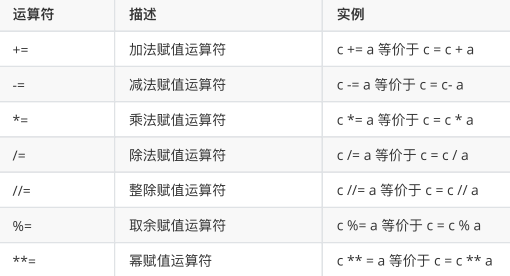 运算符 描述 实例
+= 加法赋值运算符 c += a 等价于 c = c + a
-= 减法赋值运算符 c -= a 等价于 c = c- a
*= 乘法赋值运算符 c *= a 等价于 c = c * a
/= 除法赋值运算符 c /= a 等价于 c = c / a
//= 整除赋值运算符 c //= a 等价于 c = c // a
%= 取余赋值运算符 c %= a 等价于 c = c % a
**= 幂赋值运算符 c ** = a 等价于 c = c ** a